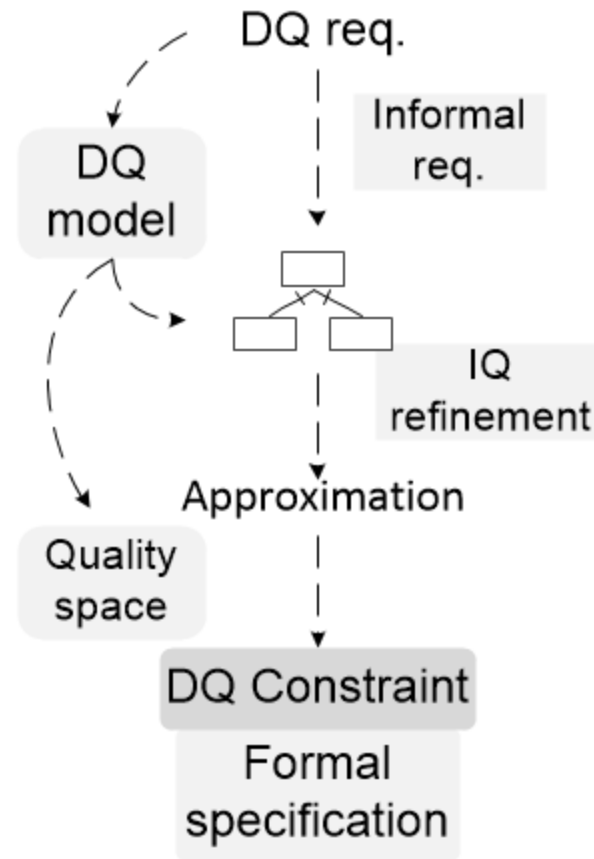 DQ req.
Informal
req.
DQ
model
IQ
refinement
Approximation
Quality
space
DQ Constraint
Formal
specification